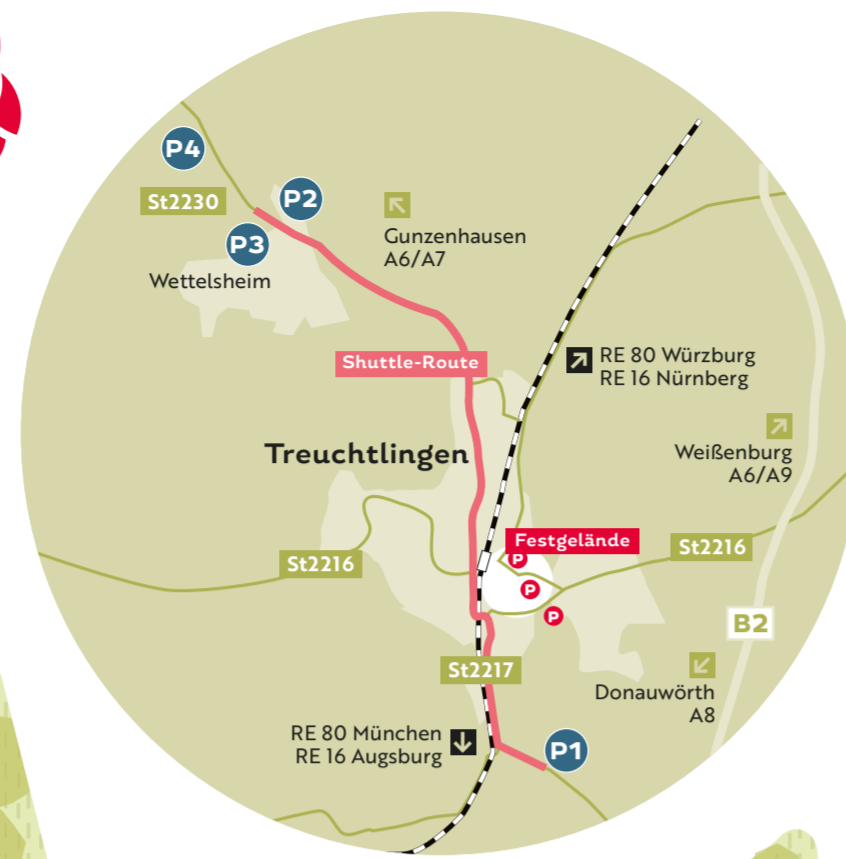 P4
P2
St2230
P3
Gunzenhausen
A6/A7
Wettelsheim
Shuttle-Route
RE 80 Würzburg
RE 16 Nürnberg
Treuchtlingen
Weißenburg
A6/A9
Festgelände
St2216
St2216
P
P
P
B2
St2217
Donauwörth
A8
RE 80 München
RE 16 Augsburg
P1